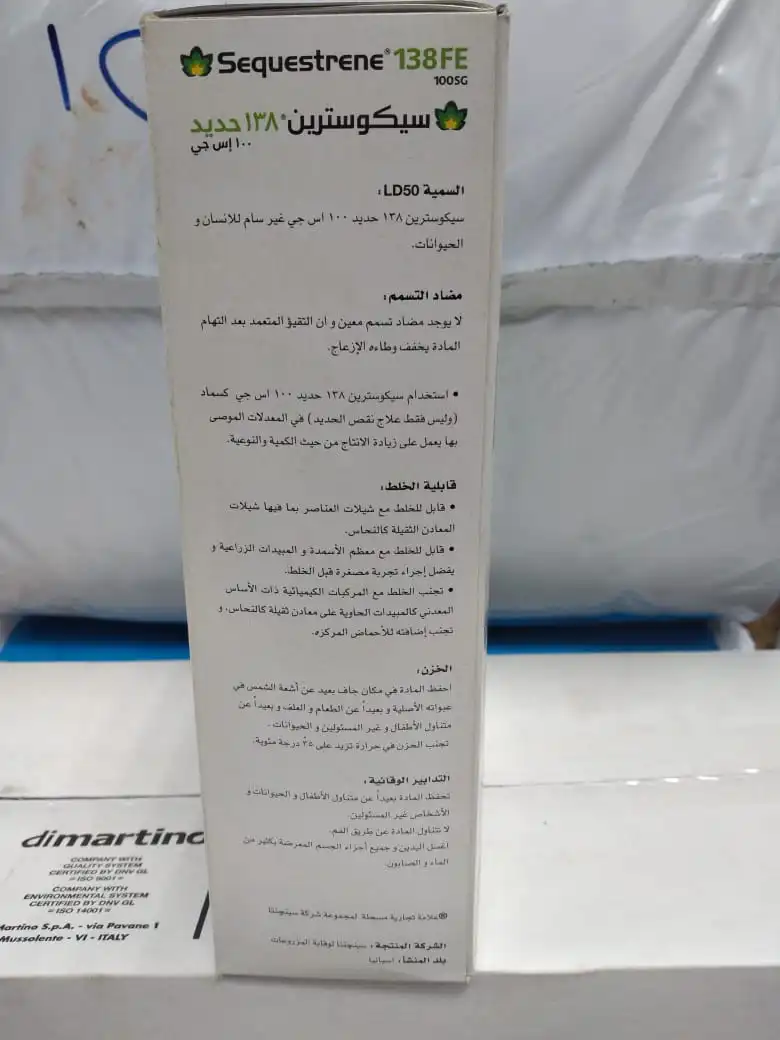 Sequestrene® 138FE
100SG
سيكوسترين® ١٣٨ حديد
١٠٠ إس جي
السمية LD50 :
سيكوسترين ١٣٨ حديد ١٠٠ اس جي غير سام للانسان و
الحيوانات.
مضاد التسمم:
لا يوجد مضاد تسمم معين و ان التقيؤ المتعمد بعد التهام
المادة يخفف وطاءه الإزعاج.
• استخدام سيكوسترين ١٣٨ حديد ١٠٠ اس جي كسماد
(وليس فقط علاج نقص الحديد) في المعدلات الموصى
بها يعمل على زيادة الانتاج من حيث الكمية والنوعية.
قابلية الخلط:
• قابل للخلط مع شيلات العناصر بما فيها شيلات
المعادن الثقيلة كالنحاس.
• قابل للخلط مع معظم الأسمدة و المبيدات الزراعية و
يفضل إجراء تجربة مصغرة قبل الخلط.
• تجنب الخلط مع المركبات الكيميائية ذات الأساس
المعدني كالمبيدات الحاوية على معادن ثقيلة كالنحاس، و
تجنب إضافته للأحماض المركزه.
الخزن:
احفظ المادة في مكان جاف بعيد عن أشعة الشمس في
عبواته الأصلية و بعيداً عن الطعام و العلف و بعيداً عن
متناول الأطفال و غير المسئولين و الحيوانات .
تجنب الخزن في حرارة تزيد على ٣٥ درجة مئوية.
التدابير الوقائية:
تحفظ المادة بعيداً عن متناول الأطفال و الحيوانات و
الأشخاص غير المسئولين.
لا تتناول المادة عن طريق الفم.
اغسل اليدين و جميع أجزاء الجسم المعرضة بكثير من
الماء و الصابون.
®علامة تجارية مسجلة لمجموعة شركة سينجنتا
الشركة المنتجة: سينجنتا لوقاية المزروعات
بلد المنشأ: اسبانيا
dimartino
COMPANY WITH
QUALITY SYSTEM
CERTIFIED BY DNV GL
= ISO 9001 =
COMPANY WITH
ENVIRONMENTAL SYSTEM
CERTIFIED BY DNV GL
= ISO 14001 =
Martino S.p.A. - via Pavane 1
Mussolente - VI - ITALY